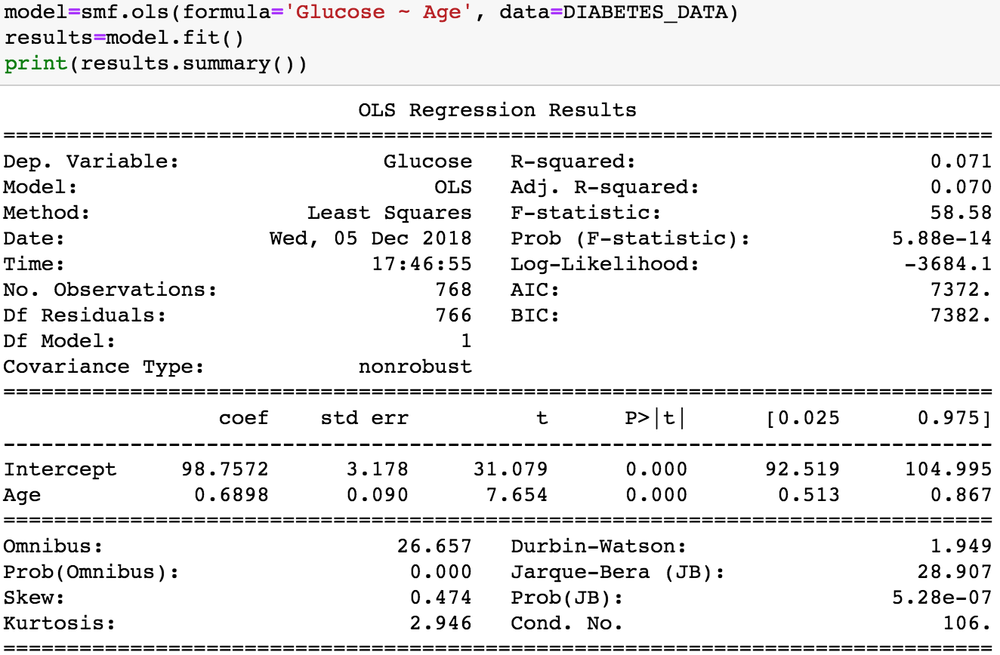 model=smf.ols(formula='Glucose ~ Age', data=DIABETES_DATA)
results=model.fit()
print(results.summary())
OLS Regression Results
==============================================================================
Dep. Variable:                Glucose   R-squared:                       0.071
Model:                            OLS   Adj. R-squared:                  0.070
Method:                 Least Squares   F-statistic:                     58.58
Date:                Wed, 05 Dec 2018   Prob (F-statistic):           5.88e-14
Time:                        17:46:55   Log-Likelihood:                -3684.1
No. Observations:                 768   AIC:                             7372.
Df Residuals:                     766   BIC:                             7382.
Df Model:                           1
Covariance Type:            nonrobust
==============================================================================
                 coef    std err          t      P>|t|      [0.025      0.975]
------------------------------------------------------------------------------
Intercept     98.7572      3.178     31.079      0.000      92.519     104.995
Age            0.6898      0.090      7.654      0.000       0.513       0.867
==============================================================================
Omnibus:                       26.657   Durbin-Watson:                   1.949
Prob(Omnibus):                  0.000   Jarque-Bera (JB):               28.907
Skew:                           0.474   Prob(JB):                     5.28e-07
Kurtosis:                       2.946   Cond. No.                         106.
==============================================================================